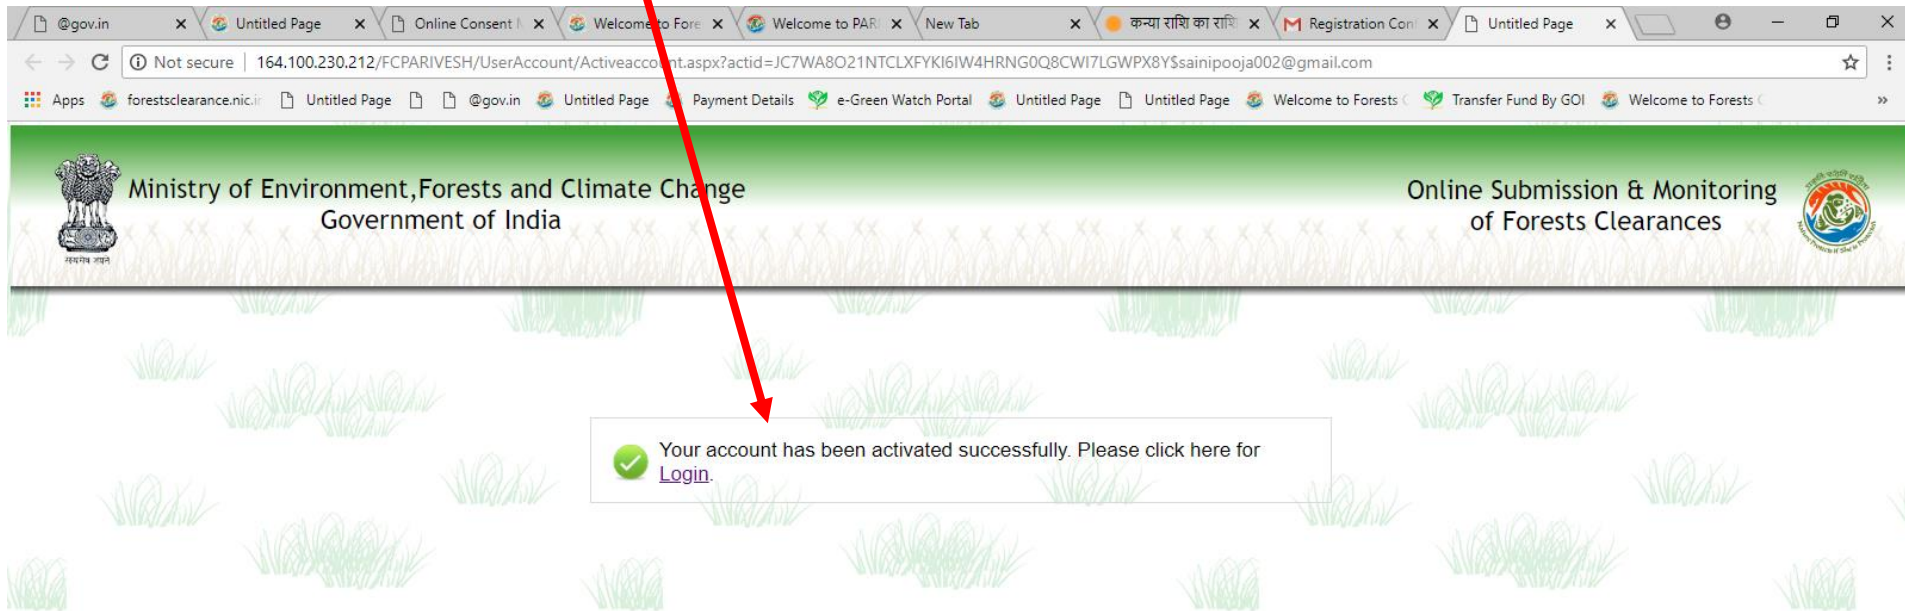 @gov.in
Untitled Page
Online Consent
Welcome to Fore
Welcome to PAR
New Tab
कन्या राशि का राशि
Registration Con
Untitled Page
Not secure | 164.100.230.212/FCPARIVESH/UserAccount/Activeaccount.aspx?actid=JC7WA8O21NTCLXFYKI6IW4HRNG0Q8CWI7LGWPX8Y$sainipooja002@gmail.com
Apps forestsclearance.nic.in Untitled Page @gov.in Untitled Page Payment Details e-Green Watch Portal Untitled Page Untitled Page Welcome to Forests C Transfer Fund By GOI Welcome to Forests C »
Ministry of Environment,Forests and Climate Change
Government of India
सत्यमेव जयते
Online Submission & Monitoring
of Forests Clearances
Your account has been activated successfully. Please click here for
Login.